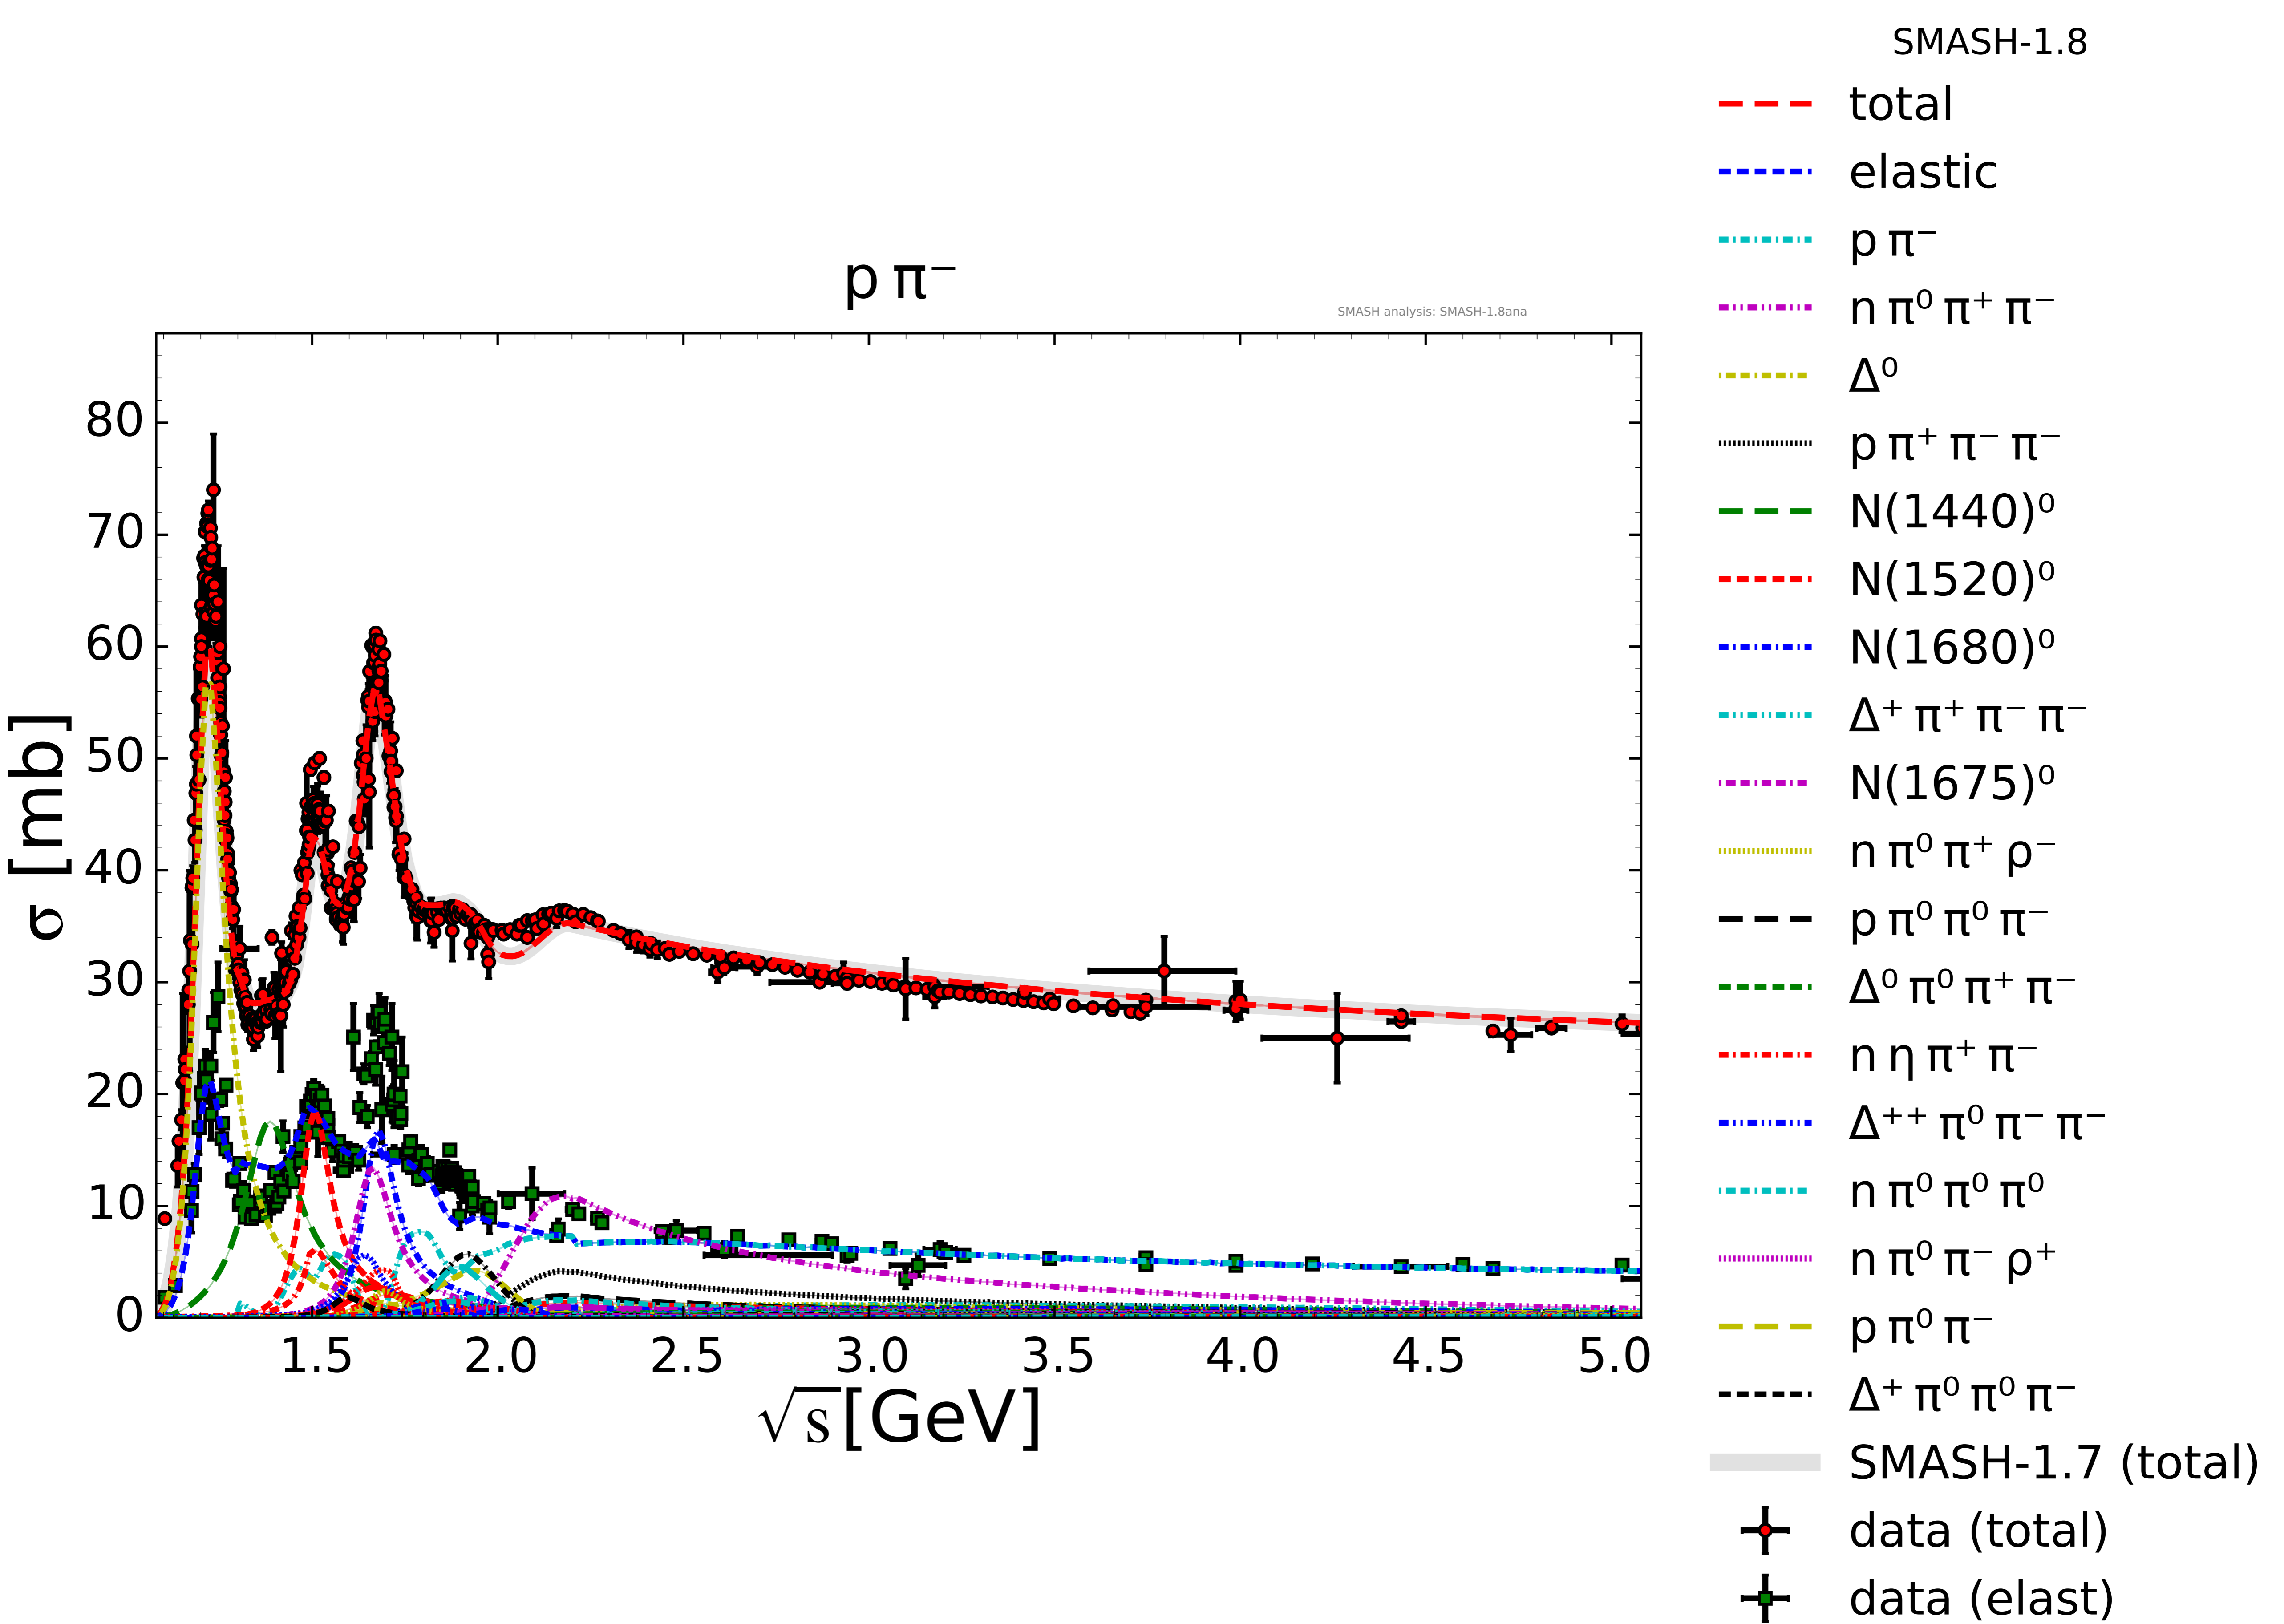 SMASH-1.8
total
elastic
p π⁻
n π⁰ π⁺ π⁻
Δ⁰
p π⁺ π⁻ π⁻
N(1440)⁰
N(1520)⁰
N(1680)⁰
Δ⁺ π⁺ π⁻ π⁻
N(1675)⁰
n π⁰ π⁺ ρ⁻
p π⁰ π⁰ π⁻
Δ⁰ π⁰ π⁺ π⁻
n η π⁺ π⁻
Δ⁺⁺ π⁰ π⁻ π⁻
n π⁰ π⁰ π⁰
n π⁰ π⁻ ρ⁺
p π⁰ π⁻
Δ⁺ π⁰ π⁰ π⁻
SMASH-1.7 (total)
data (total)
data (elast)
p π⁻
SMASH analysis: SMASH-1.8ana
σ [mb]
80
70
60
50
40
30
20
10
0
1.5 2.0 2.5 3.0 3.5 4.0 4.5 5.0
√s[GeV]